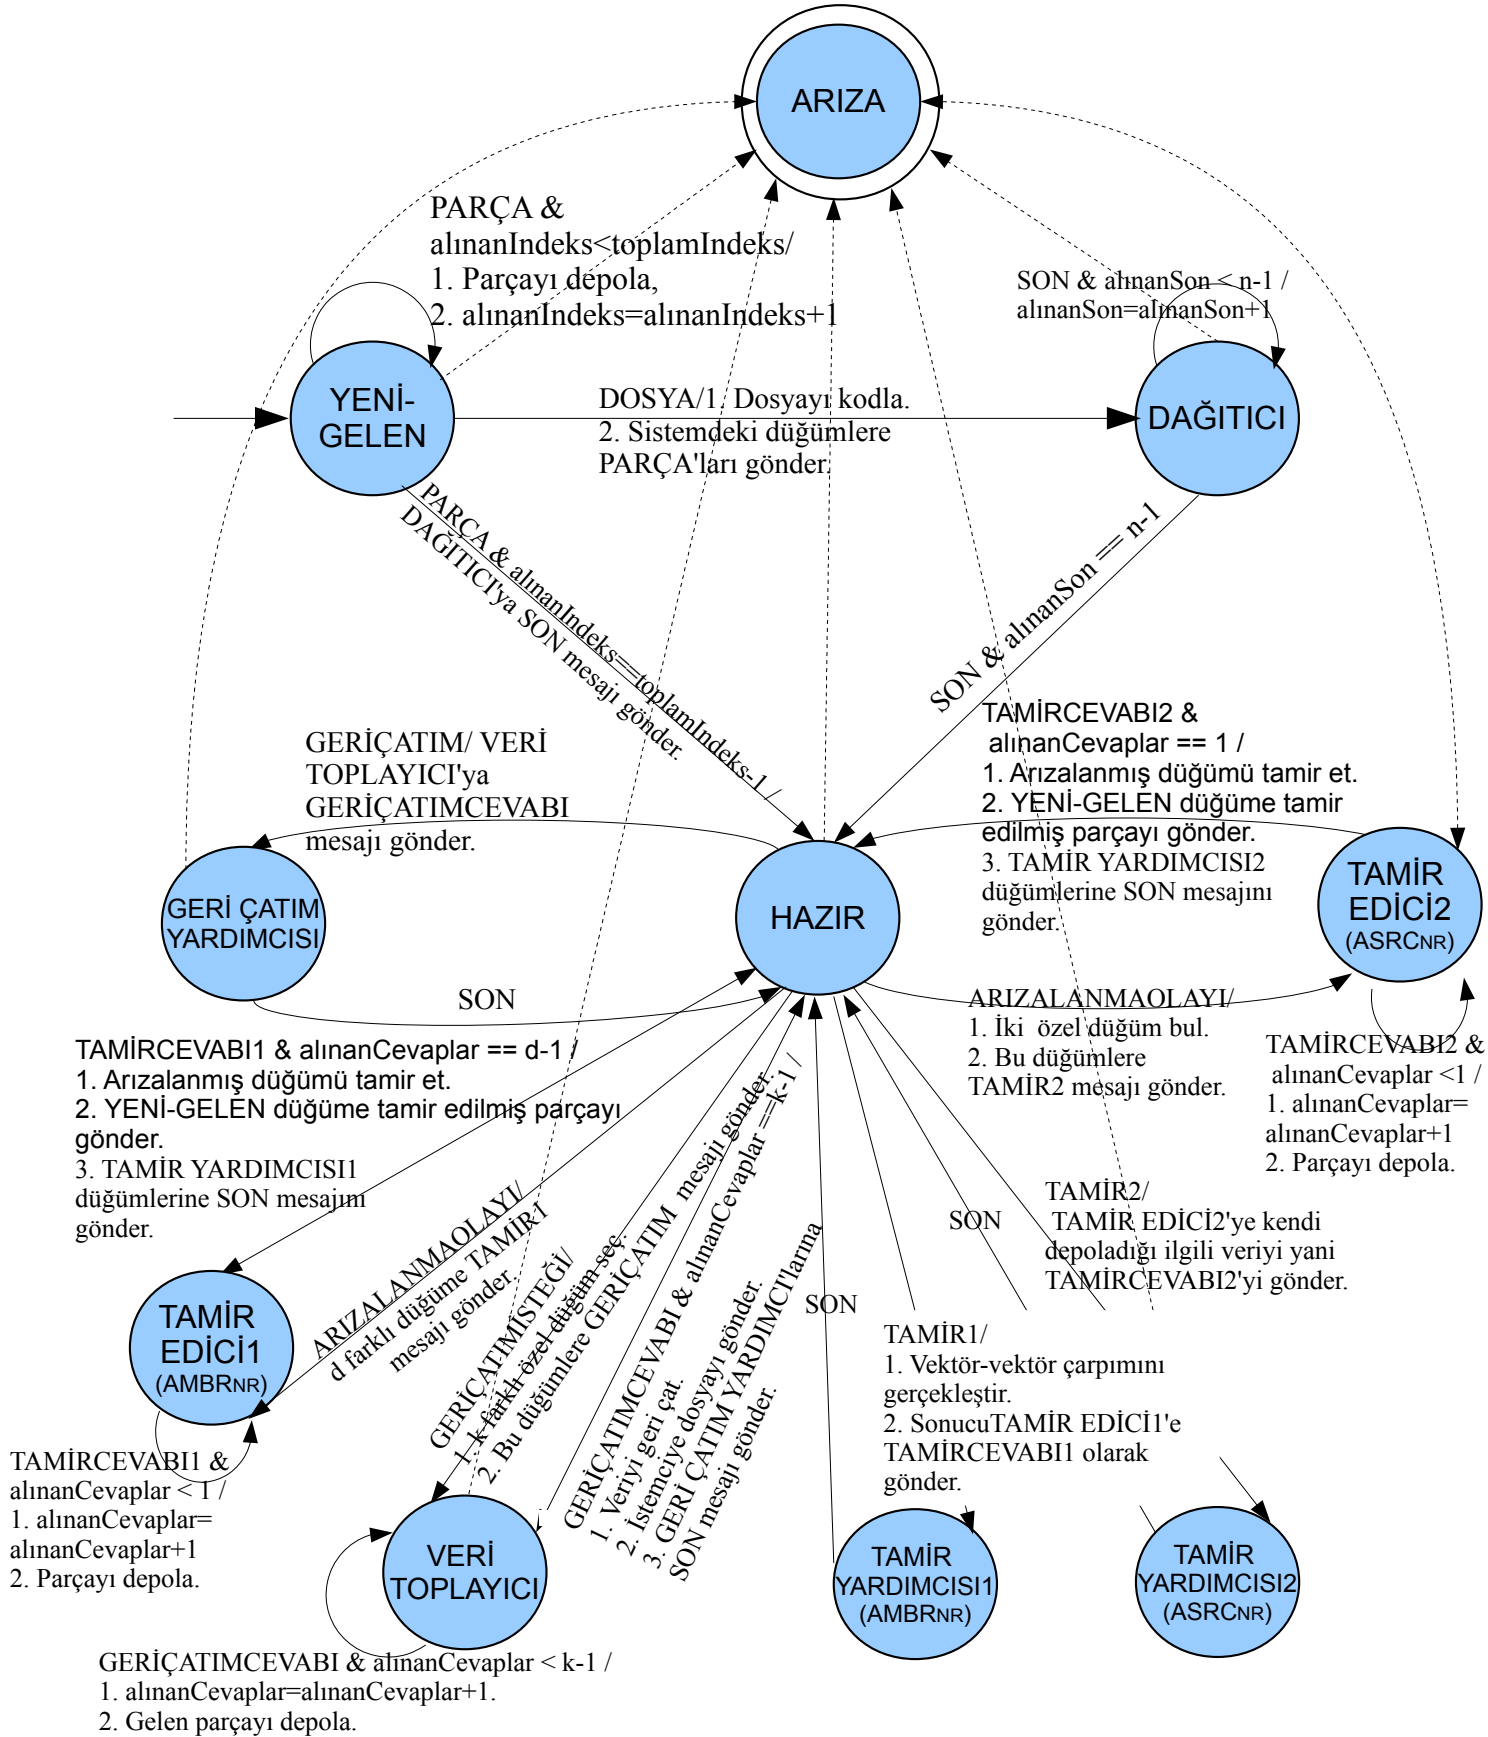 ARIZA
PARÇA &
alınanIndeks<toplamIndeks/
1. Parçayı depola,
2. alınanIndeks=alınanIndeks+1
SON & alınanSon < n-1 /
alınanSon=alınanSon+1
YENİ-
GELEN
DOSYA/1. Dosyayı kodla.
2. Sistemdeki düğümlere
PARÇA'ları gönder.
DAĞITICI
PARÇA & alınanIndeks==toplamIndeks-1 /
DAĞITICI'ya SON mesajı gönder.
SON & alınanSon == n-1
GERİÇATIM/ VERİ
TOPLAYICI'ya
GERİÇATIMCEVABI
mesajı gönder.
TAMİRCEVABI2 &
alınanCevaplar == 1 /
1. Arızalanmış düğümü tamir et.
2. YENİ-GELEN düğüme tamir
edilmiş parçayı gönder.
3. TAMİR YARDIMCISI2
düğümlerine SON mesajını
gönder.
GERİ ÇATIM
YARDIMCISI
HAZIR
TAMİR
EDİCİ2
(ASRCNR)
SON
ARIZALANMAOLAYI/
1. İki özel düğüm bul.
2. Bu düğümlere
TAMİR2 mesajı gönder.
TAMİRCEVABI2 &
alınanCevaplar <1 /
1. alınanCevaplar=
alınanCevaplar+1
2. Parçayı depola.
TAMİRCEVABI1 & alınanCevaplar == d-1 /
1. Arızalanmış düğümü tamir et.
2. YENİ-GELEN düğüme tamir edilmiş parçayı
gönder.
3. TAMİR YARDIMCISI1
düğümlerine SON mesajını
gönder.
ARIZALANMAOLAYI/
d farklı düğüme TAMİR1
mesajı gönder.
GERİÇATIMİSTEĞİ/
1. k farklı özel düğüm seç.
2. Bu düğümlere GERİÇATIM mesajı gönder.
GERİÇATIMCEVABI & alınanCevaplar ==k-1 /
1. Veriyi geri çat.
2. İstemciye dosyayı gönder.
3. GERİ ÇATIM YARDIMCI'larına
SON mesajı gönder.
SON
SON
TAMİR2/
TAMİR EDİCİ2'ye kendi
depoladığı ilgili veriyi yani
TAMİRCEVABI2'yi gönder.
TAMİR1/
1. Vektör-vektör çarpımını
gerçekleştir.
2. SonucuTAMİR EDİCİ1'e
TAMİRCEVABI1 olarak
gönder.
TAMİR
EDİCİ1
(AMBRNR)
TAMİRCEVABI1 &
alınanCevaplar < 1 /
1. alınanCevaplar=
alınanCevaplar+1
2. Parçayı depola.
VERİ
TOPLAYICI
TAMİR
YARDIMCISI1
(AMBRNR)
TAMİR
YARDIMCISI2
(ASRCNR)
GERİÇATIMCEVABI & alınanCevaplar < k-1 /
1. alınanCevaplar=alınanCevaplar+1.
2. Gelen parçayı depola.